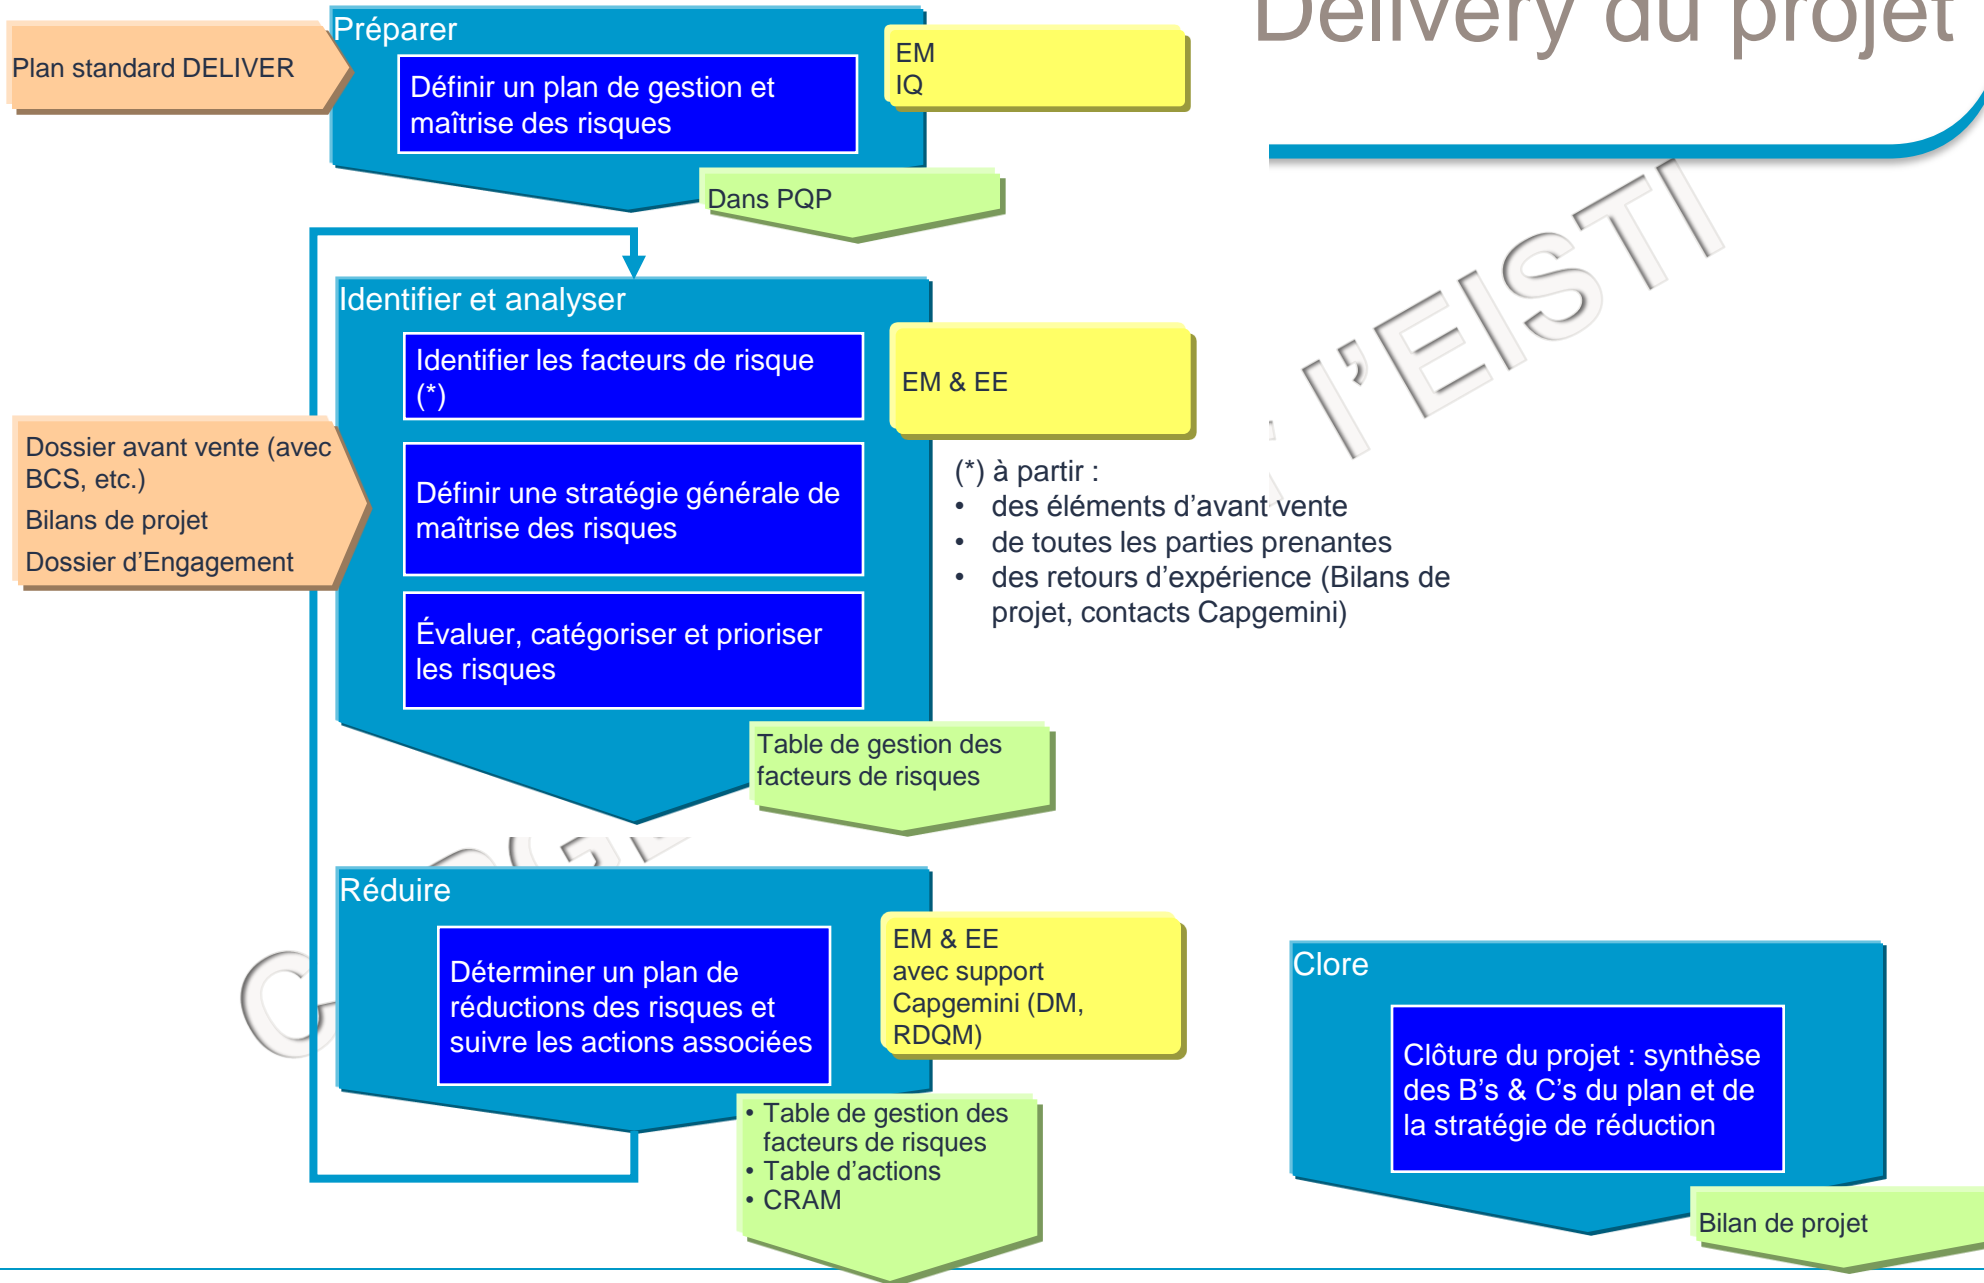 Delivery du projet
Plan standard DELIVER
Préparer
Définir un plan de gestion et
maîtrise des risques
EM
IQ
Dans PQP
Identifier et analyser
Identifier les facteurs de risque
(*)
EM & EE
Dossier avant vente (avec
BCS, etc.)
Bilans de projet
Dossier d’Engagement
Définir une stratégie générale de
maîtrise des risques
(*) à partir :
• des éléments d’avant vente
• de toutes les parties prenantes
• des retours d’expérience (Bilans de
projet, contacts Capgemini)
Évaluer, catégoriser et prioriser
les risques
Table de gestion des
facteurs de risques
Réduire
Déterminer un plan de
réductions des risques et
suivre les actions associées
EM & EE
avec support
Capgemini (DM,
RDQM)
• Table de gestion des
facteurs de risques
• Table d’actions
• CRAM
Clore
Clôture du projet : synthèse
des B’s & C’s du plan et de
la stratégie de réduction
Bilan de projet
l’EISTI